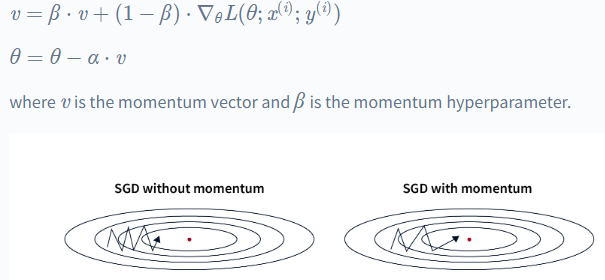 v = β · v + (1 − β) · ∇θL(θ; x⁽ⁱ⁾; y⁽ⁱ⁾)
θ = θ − α · v
where v is the momentum vector and β is the momentum hyperparameter.
SGD without momentum
SGD with momentum